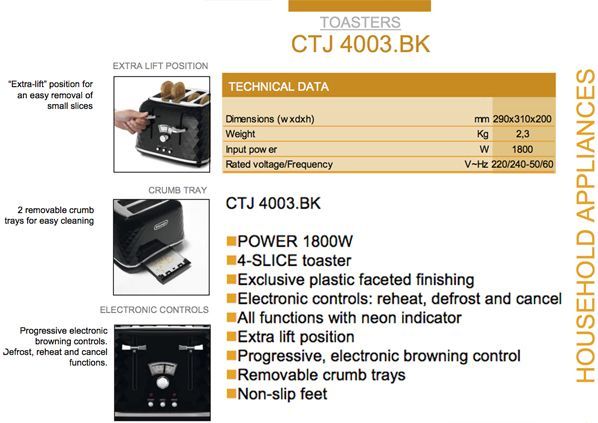 TOASTERS
CTJ 4003.BK
EXTRA LIFT POSITION
"Extra-lift" position for
an easy removal of
small slices
TECHNICAL DATA
Dimensions (wxdxh) mm 290x310x200
Weight Kg 2,3
Input power W 1800
Rated voltage/Frequency V~Hz 220/240-50/60
CRUMB TRAY
2 removable crumb
trays for easy cleaning
CTJ 4003.BK
POWER 1800W
4-SLICE toaster
Exclusive plastic faceted finishing
Electronic controls: reheat, defrost and cancel
All functions with neon indicator
Extra lift position
Progressive, electronic browning control
Removable crumb trays
Non-slip feet
ELECTRONIC CONTROLS
Progressive electronic
browning controls.
Defrost, reheat and cancel
functions.
HOUSEHOLD APPLIANCES